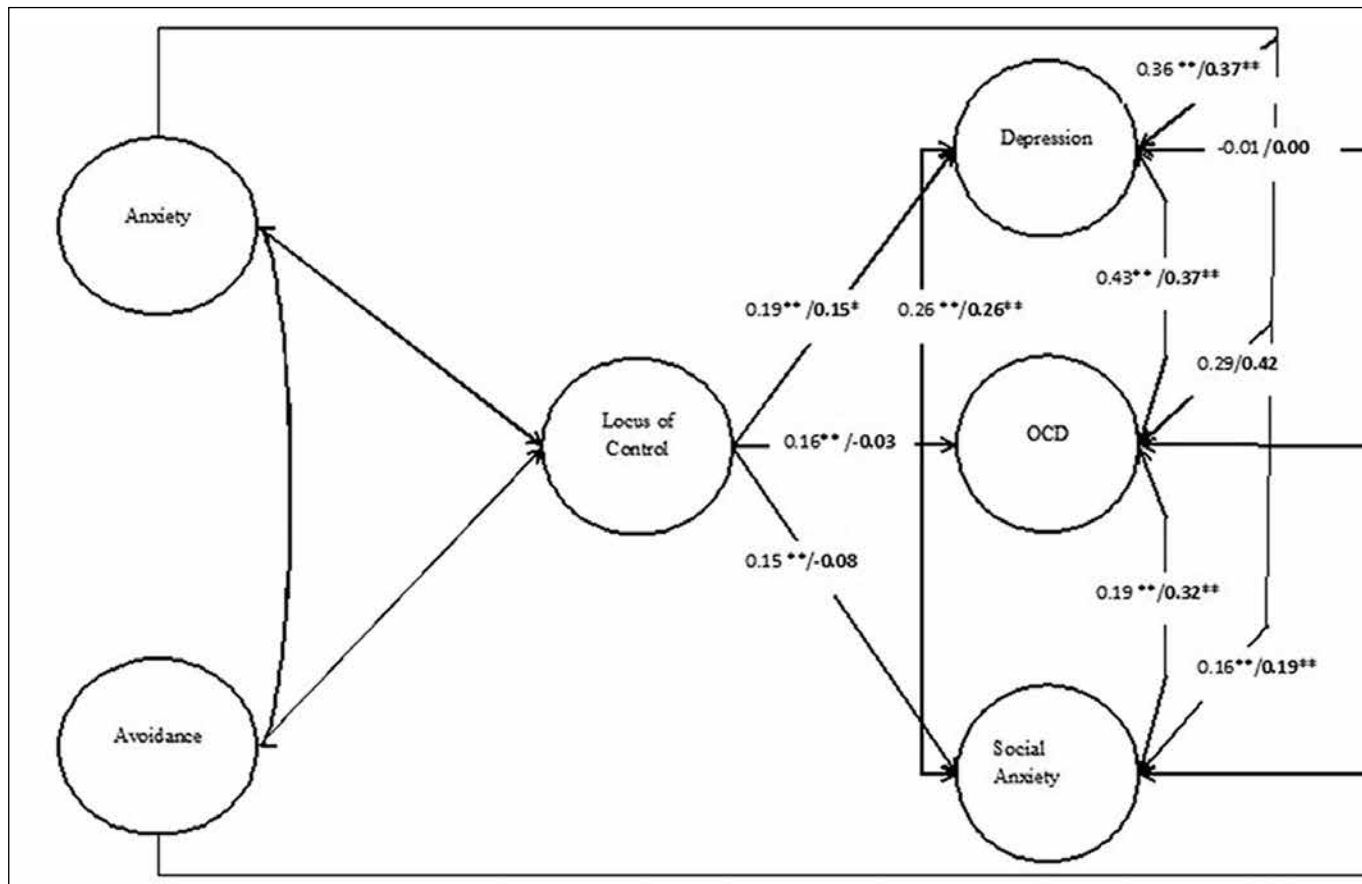 0.36 **/0.37**
Depression
-0.01/0.00
Anxiety
0.43**/0.37**
0.19**/0.15*
0.26 **/0.26**
0.29/0.42
Locus of
Control
0.16** /-0.03
OCD
0.15 **/-0.08
0.19 **/0.32**
0.16**/0.19**
Avoidance
Social
Anxiety